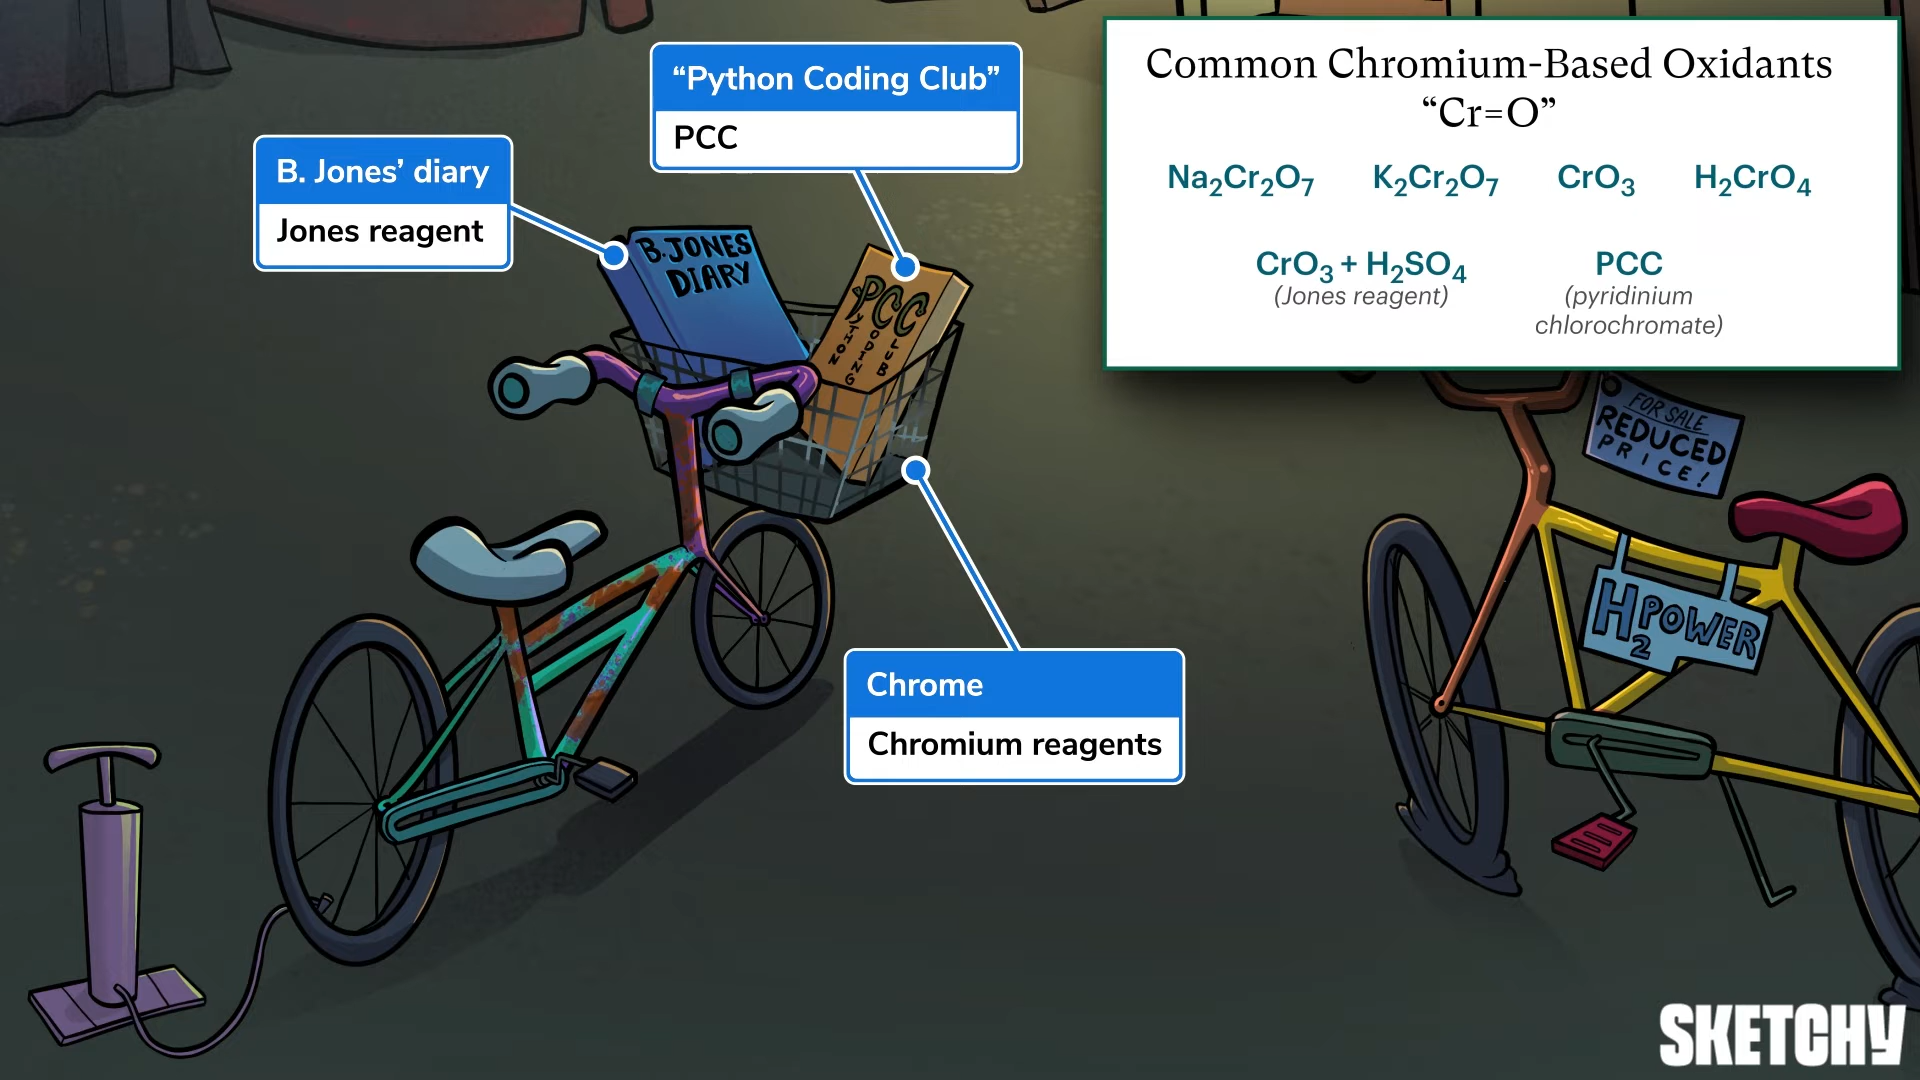 Common Chromium-Based Oxidants
“Cr=O”
Na2Cr2O7 K2Cr2O7 CrO3 H2CrO4
CrO3 + H2SO4 PCC
(Jones reagent) (pyridinium
chlorochromate)
“Python Coding Club”
PCC
B. Jones’ diary
Jones reagent
B. JONES
DIARY
PCC
PYTHON CODING CLUB
FOR SALE
REDUCED
PRICE!
H2 POWER
Chrome
Chromium reagents
SKETCHY